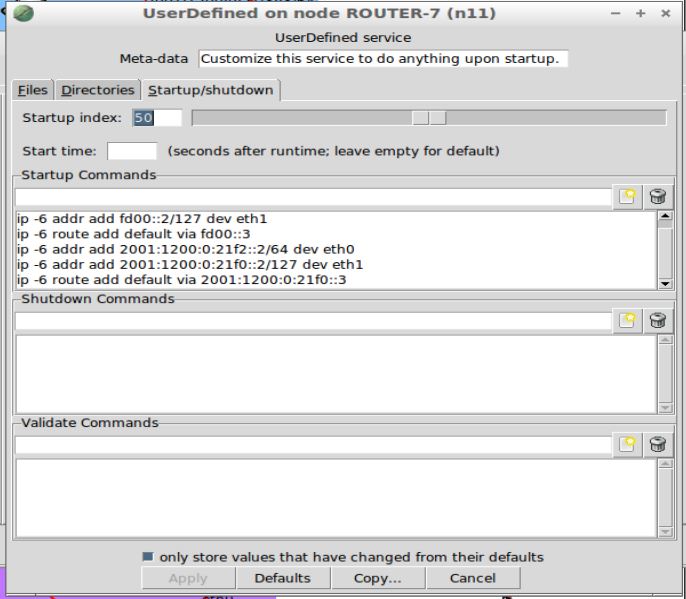 UserDefined on node ROUTER-7 (n11)
UserDefined service
Meta-data Customize this service to do anything upon startup.
Files Directories Startup/shutdown
Startup index: 50
Start time: (seconds after runtime; leave empty for default)
Startup Commands
ip -6 addr add fd00::2/127 dev eth1
ip -6 route add default via fd00::3
ip -6 addr add 2001:1200:0:21f2::2/64 dev eth0
ip -6 addr add 2001:1200:0:21f0::2/127 dev eth1
ip -6 route add default via 2001:1200:0:21f0::3
Shutdown Commands
Validate Commands
only store values that have changed from their defaults
Apply Defaults Copy... Cancel